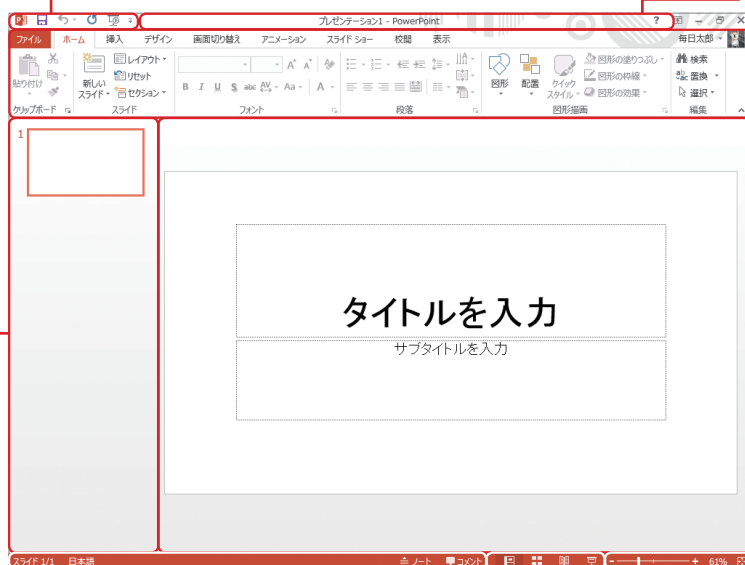 プレゼンテーション1 - PowerPoint ?
ファイル ホーム 挿入 デザイン 画面切り替え アニメーション スライド ショー 校閲 表示 毎日太郎
貼り付け 新しいスライド レイアウト リセット セクション
B I U S abc AV Aa A
図形 配置 クイックスタイル 図形の塗りつぶし 図形の枠線 図形の効果
検索 置換 選択
クリップボード スライド フォント 段落 図形描画 編集
1
タイトルを入力
サブタイトルを入力
スライド 1/1 日本語 ノート コメント 61%